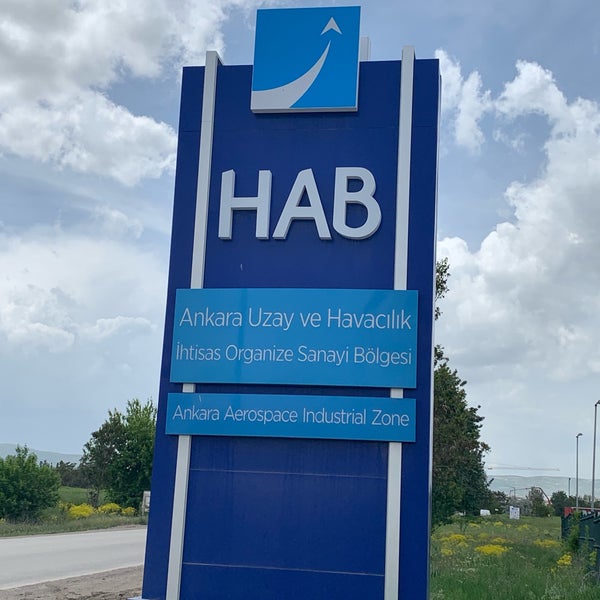 HAB
Ankara Uzay ve Havacılık
İhtisas Organize Sanayi Bölgesi
Ankara Aerospace Industrial Zone